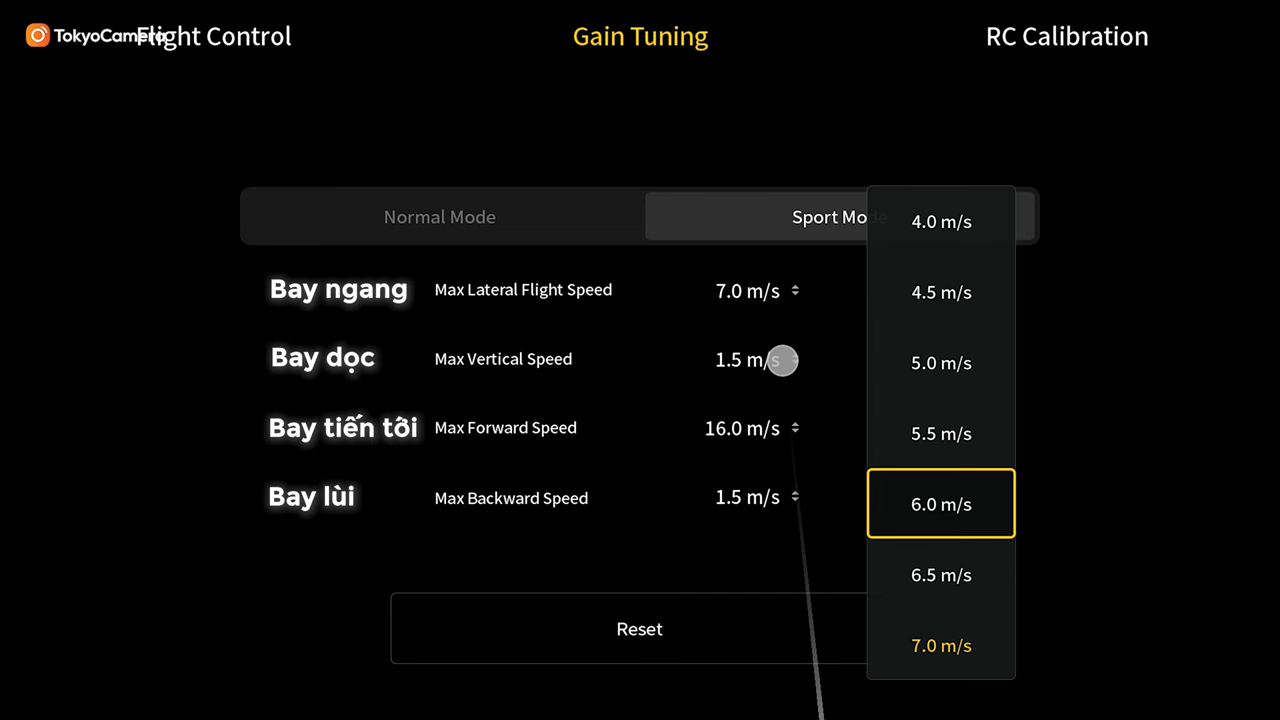 TokyoCamera
Flight Control
Gain Tuning
RC Calibration
Normal Mode
Sport Mode
Bay ngang
Max Lateral Flight Speed
7.0 m/s
Bay dọc
Max Vertical Speed
1.5 m/s
Bay tiến tới
Max Forward Speed
16.0 m/s
Bay lùi
Max Backward Speed
1.5 m/s
Reset
4.0 m/s
4.5 m/s
5.0 m/s
5.5 m/s
6.0 m/s
6.5 m/s
7.0 m/s